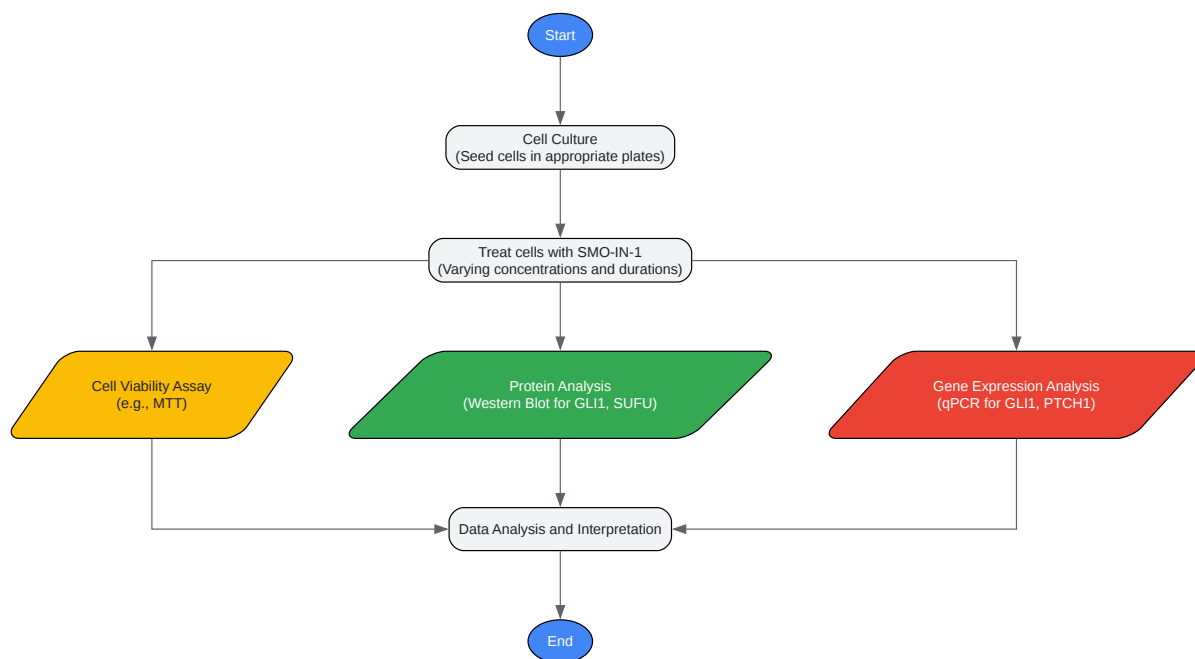 Start
Cell Culture
(Seed cells in appropriate plates)
Treat cells with SMO-IN-1
(Varying concentrations and durations)
Cell Viability Assay
(e.g., MTT)
Protein Analysis
(Western Blot for GLI1, SUFU)
Gene Expression Analysis
(qPCR for GLI1, PTCH1)
Data Analysis and Interpretation
End